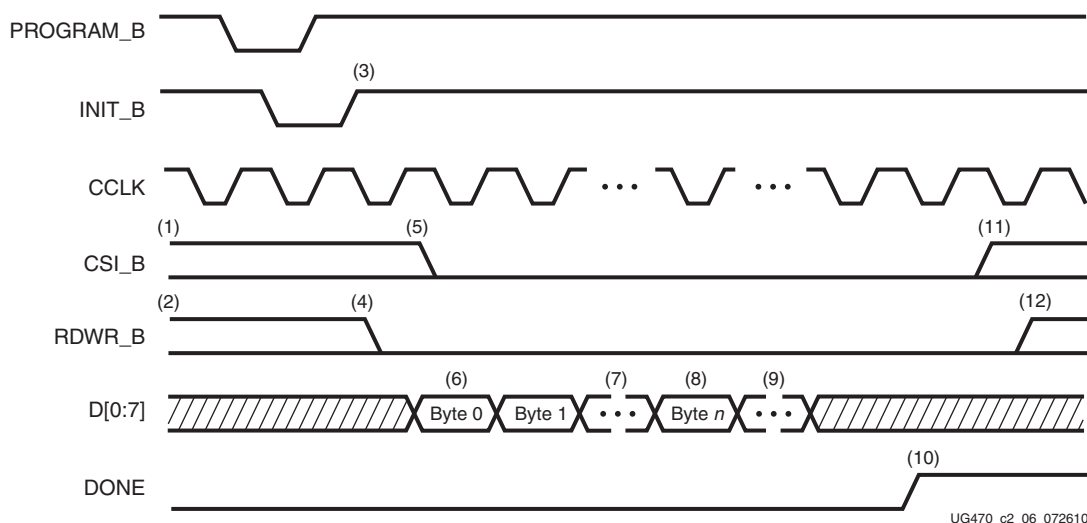 PROGRAM_B
(3)
INIT_B
CCLK
(1) (5) (11)
CSI_B
(2) (4) (12)
RDWR_B
(6) (7) (8) (9)
D[0:7] Byte 0 Byte 1 • • • Byte n • • •
(10)
DONE
UG470_c2_06_072610